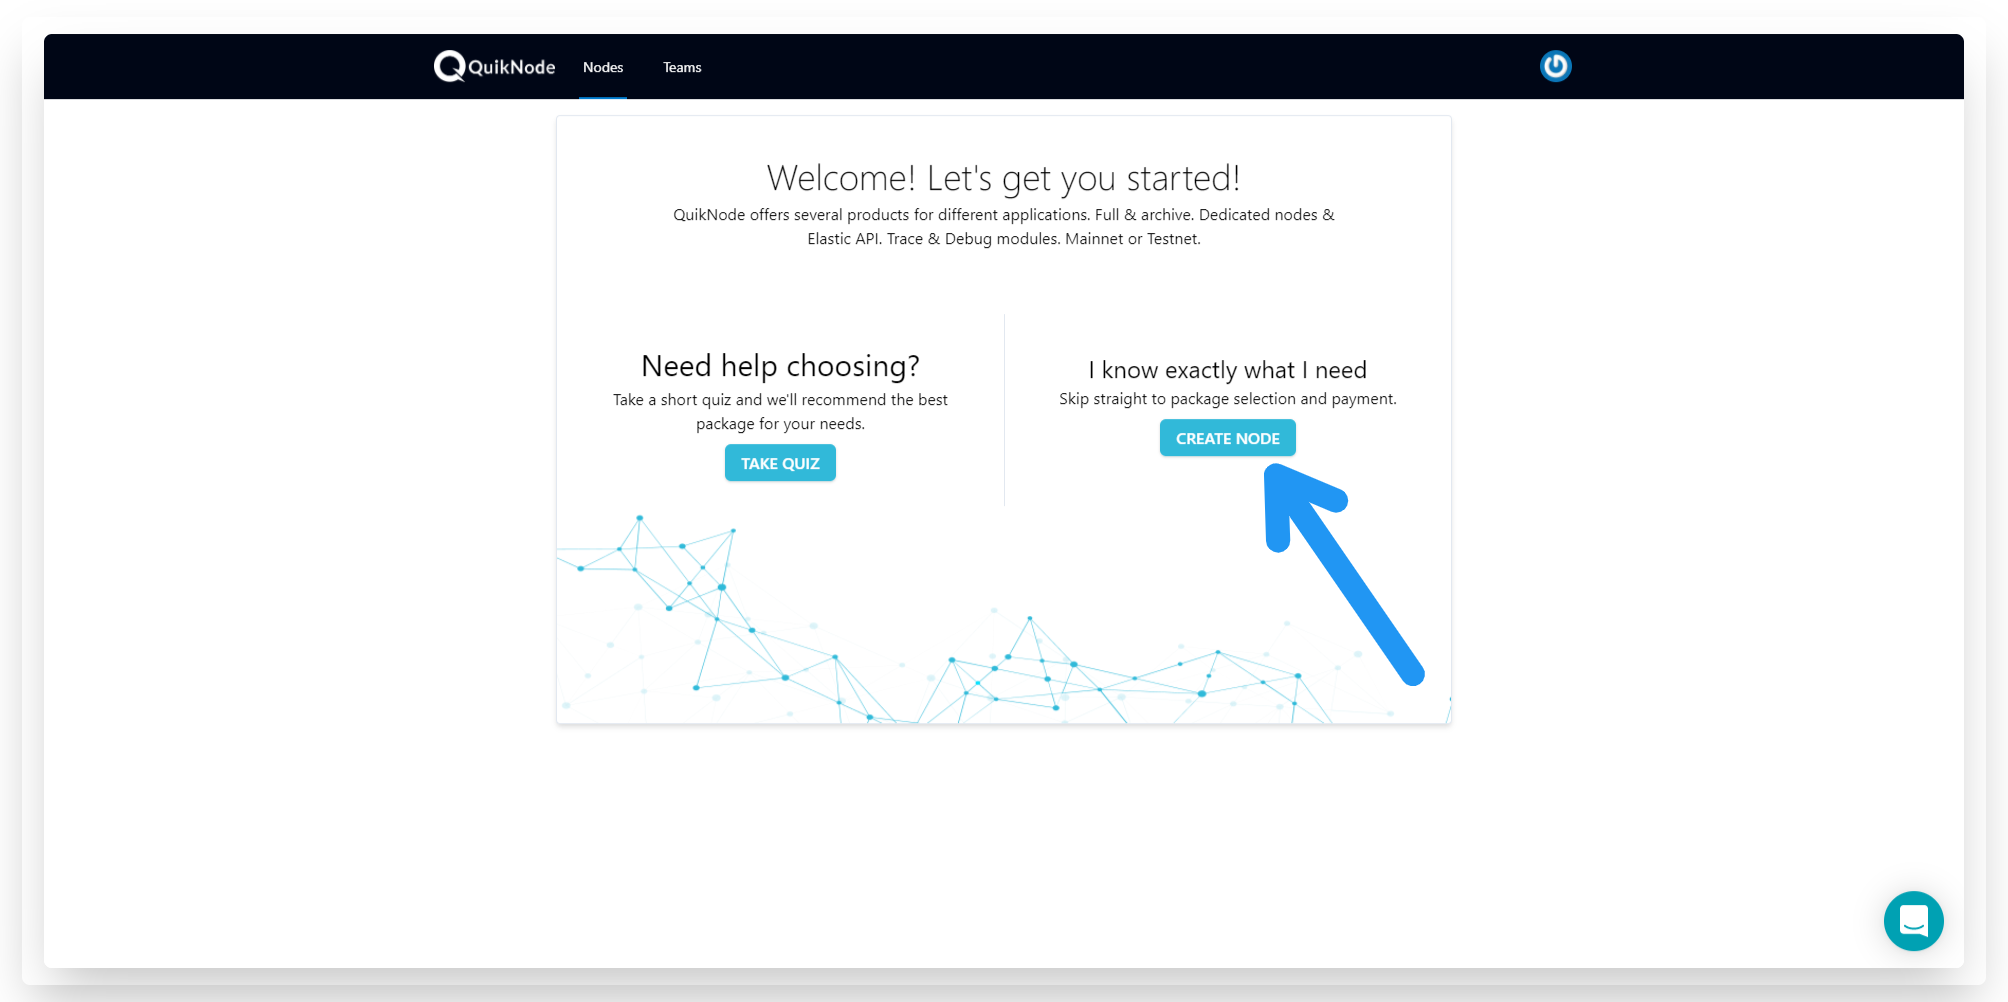 QuikNode
Nodes
Teams
Welcome! Let's get you started!
QuikNode offers several products for different applications. Full & archive. Dedicated nodes &
Elastic API. Trace & Debug modules. Mainnet or Testnet.
Need help choosing?
Take a short quiz and we'll recommend the best
package for your needs.
TAKE QUIZ
I know exactly what I need
Skip straight to package selection and payment.
CREATE NODE